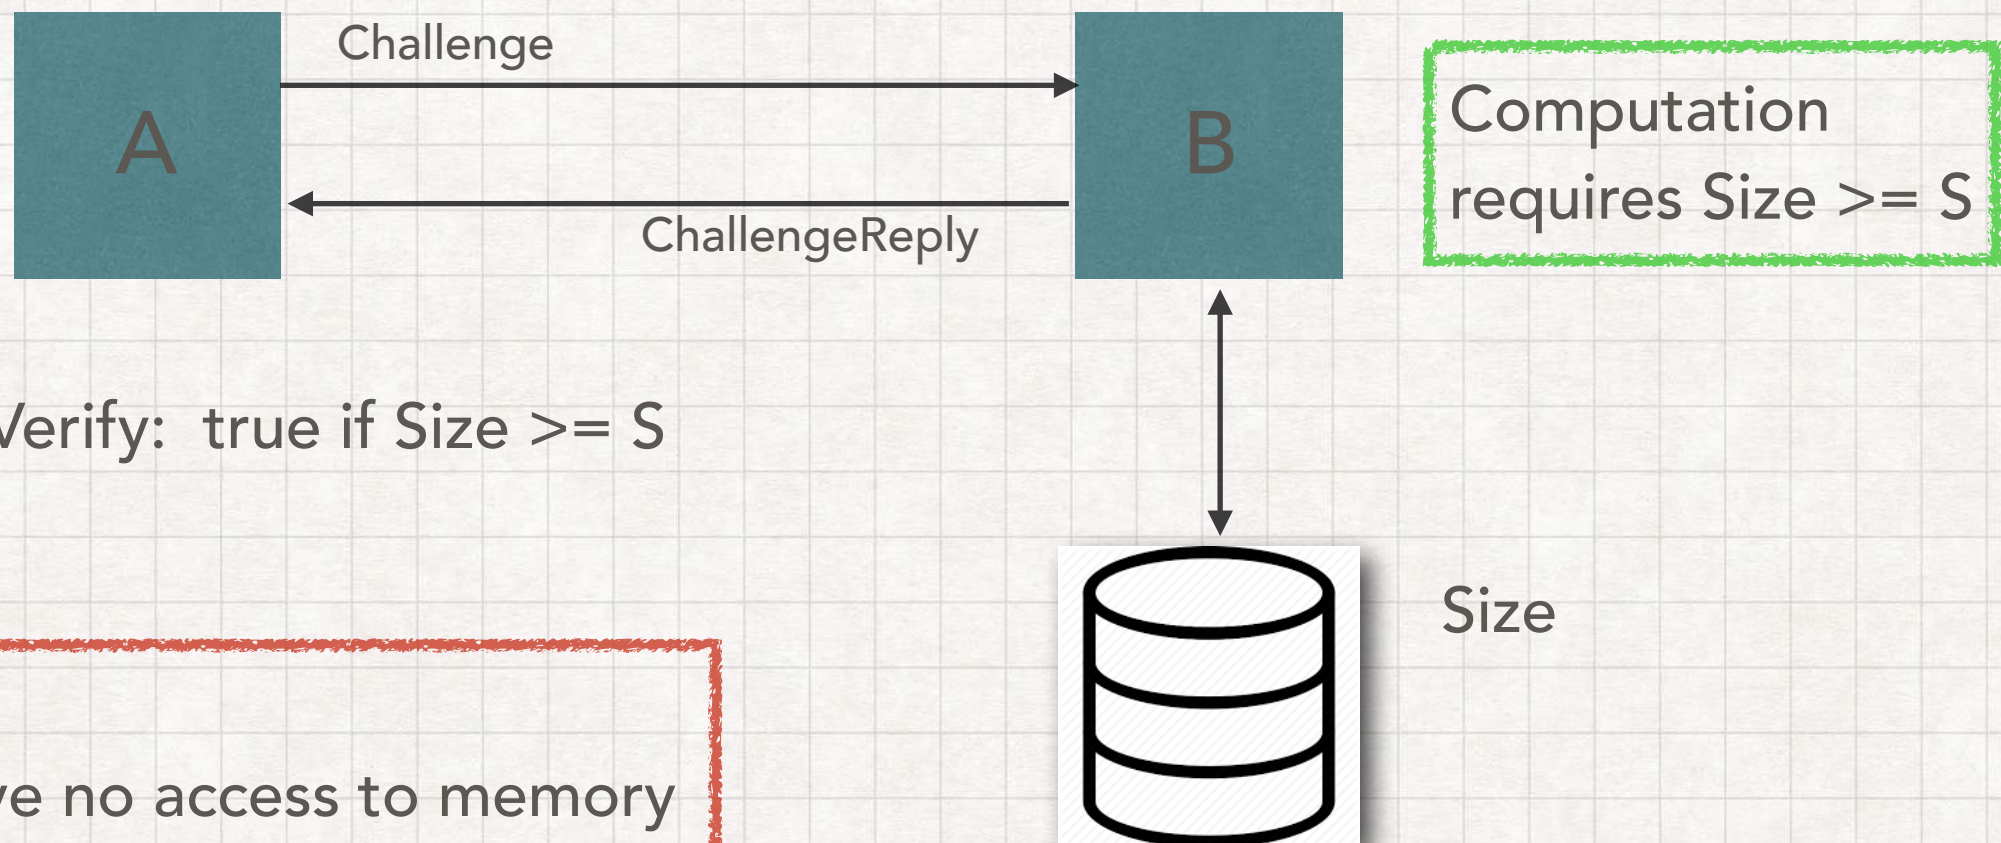 Challenge
A
B
Computation
requires Size >= S
ChallengeReply
Verify: true if Size >= S
Size
no access to memory